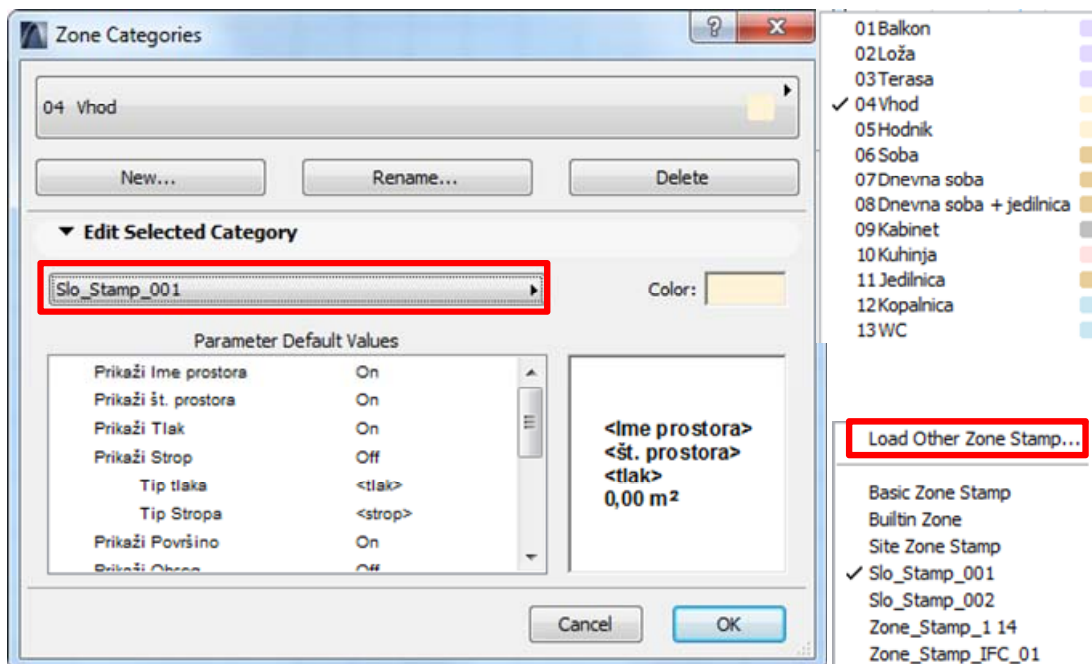 Zone Categories
04 Vhod
New... Rename... Delete
Edit Selected Category
Slo_Stamp_001 Color:
Parameter Default Values
Prikaži Ime prostora On
Prikaži št. prostora On
Prikaži Tlak On
Prikaži Strop Off
Tip tlaka <tlak>
Tip Stropa <strop>
Prikaži Površino On
Prikaži Obseg Off
<Ime prostora>
<št. prostora>
<tlak>
0,00 m²
Cancel OK
01 Balkon
02 Loža
03 Terasa
04 Vhod
05 Hodnik
06 Soba
07 Dnevna soba
08 Dnevna soba + jedilnica
09 Kabinet
10 Kuhinja
11 Jedilnica
12 Kopalnica
13 WC
Load Other Zone Stamp...
Basic Zone Stamp
Builtin Zone
Site Zone Stamp
Slo_Stamp_001
Slo_Stamp_002
Zone_Stamp_1 14
Zone_Stamp_IFC_01